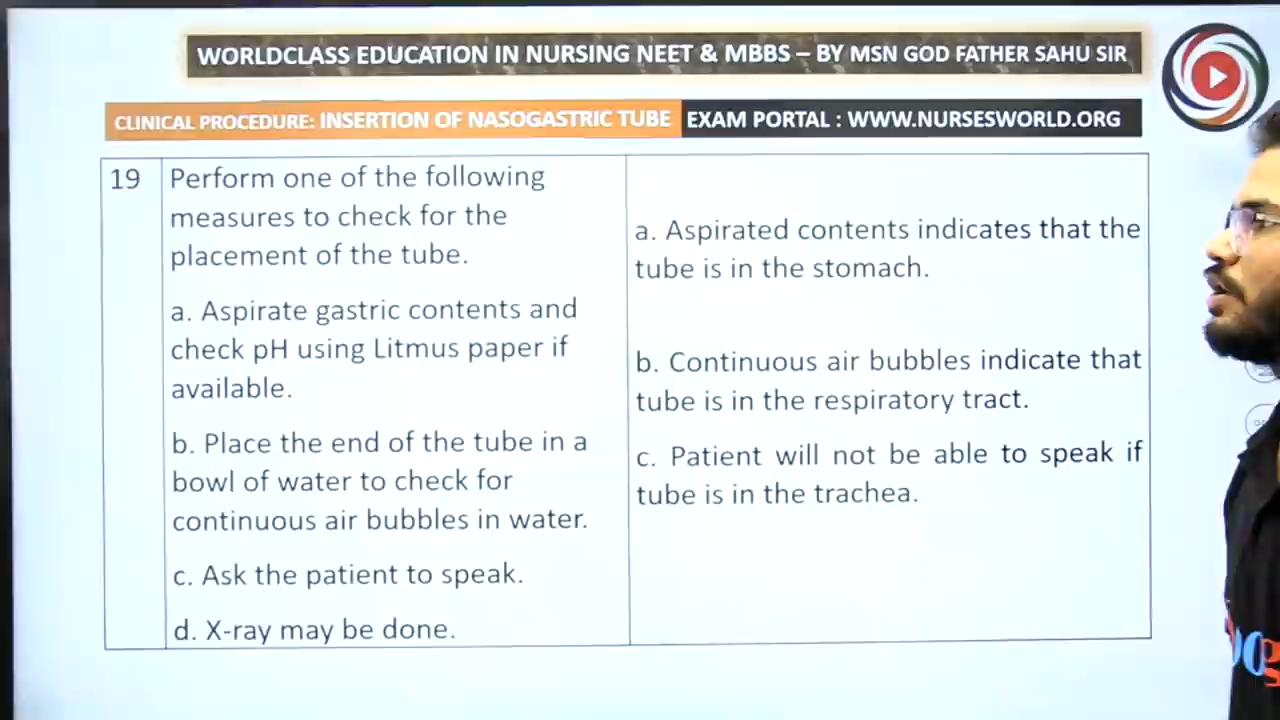 WORLDCLASS EDUCATION IN NURSING NEET & MBBS – BY MSN GOD FATHER SAHU SIR
CLINICAL PROCEDURE: INSERTION OF NASOGASTRIC TUBE EXAM PORTAL : WWW.NURSESWORLD.ORG
19
Perform one of the following
measures to check for the
placement of the tube.
a. Aspirate gastric contents and
check pH using Litmus paper if
available.
b. Place the end of the tube in a
bowl of water to check for
continuous air bubbles in water.
c. Ask the patient to speak.
d. X-ray may be done.
a. Aspirated contents indicates that the
tube is in the stomach.
b. Continuous air bubbles indicate that
tube is in the respiratory tract.
c. Patient will not be able to speak if
tube is in the trachea.